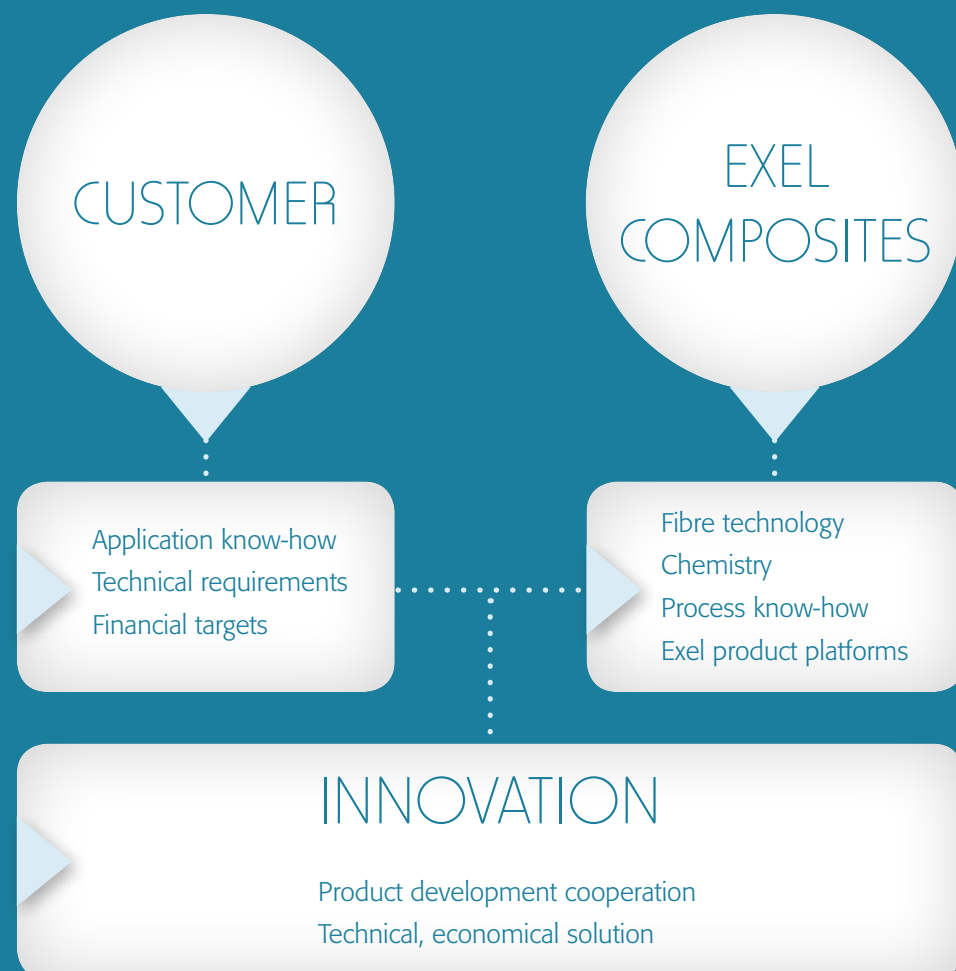 CUSTOMER
Application know-how
Technical requirements
Financial targets
EXEL
COMPOSITES
Fibre technology
Chemistry
Process know-how
Exel product platforms
INNOVATION
Product development cooperation
Technical, economical solution